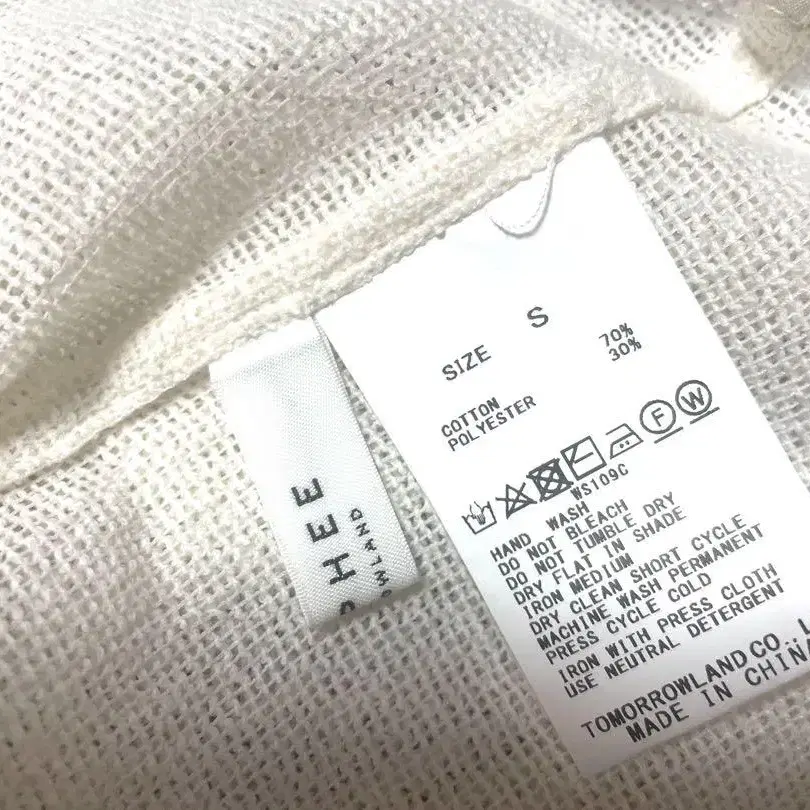 SIZE S
COTTON 70%
POLYESTER 30%
F W
WS109C
HAND WASH
DO NOT BLEACH
DO NOT TUMBLE DRY
DRY FLAT IN SHADE
IRON MEDIUM
DRY CLEAN SHORT CYCLE
MACHINE WASH PERMANENT
PRESS CYCLE COLD
IRON WITH PRESS CLOTH
USE NEUTRAL DETERGENT
TOMORROWLAND CO., L
MADE IN CHINA
HEE
OWLAND